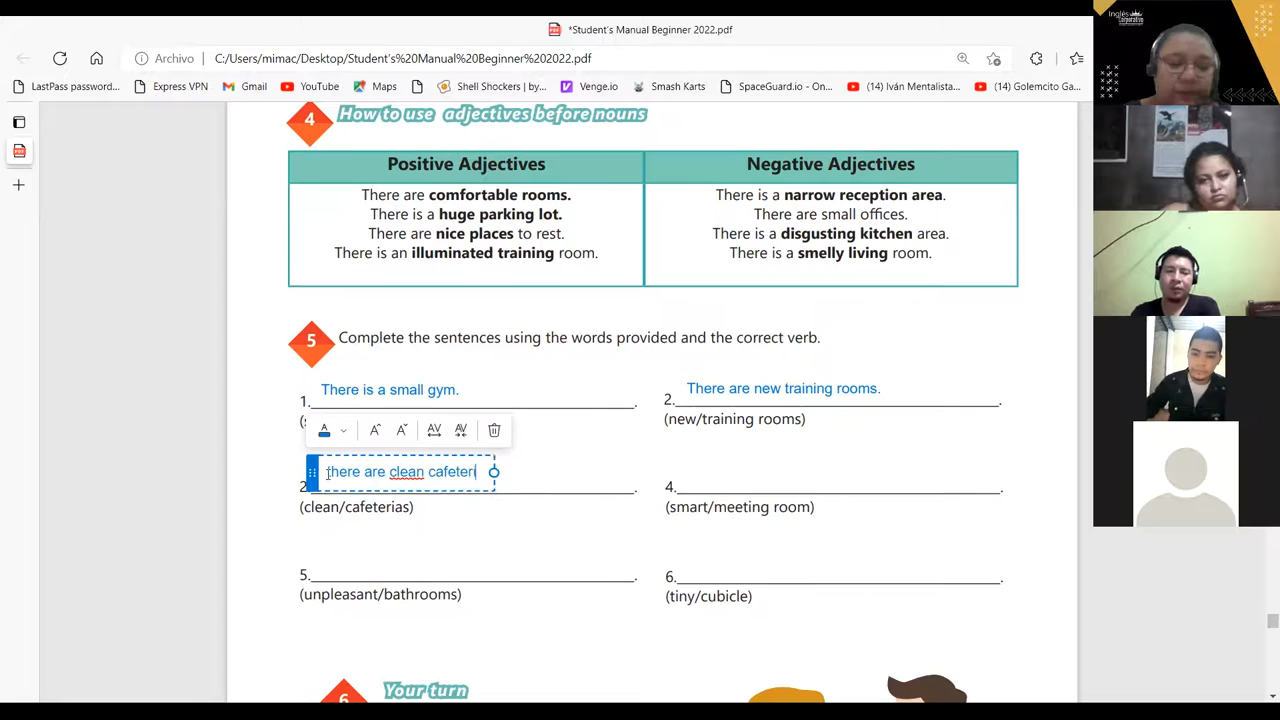 *Student's Manual Beginner 2022.pdf
Archivo
C:/Users/mimac/Desktop/Student's%20Manual%20Beginner%202022.pdf
LastPass password...
Express VPN
Gmail
YouTube
Maps
Shell Shockers | by...
Venge.io
Smash Karts
SpaceGuard.io - On...
(14) Iván Mentalista...
(14) Golemcito Ga...
Inglés
Corporativo
4
How to use adjectives before nouns
Positive Adjectives
Negative Adjectives
There are comfortable rooms.
There is a huge parking lot.
There are nice places to rest.
There is an illuminated training room.
There is a narrow reception area.
There are small offices.
There is a disgusting kitchen area.
There is a smelly living room.
5
Complete the sentences using the words provided and the correct verb.
There is a small gym.
1.
There are new training rooms.
2.
(new/training rooms)
there are clean cafeteri
(clean/cafeterias)
4.
(smart/meeting room)
5.
(unpleasant/bathrooms)
6.
(tiny/cubicle)
6
Your turn